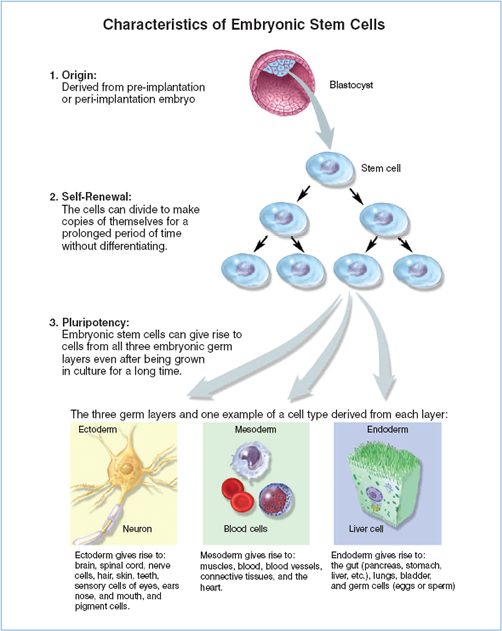 Characteristics of Embryonic Stem Cells
1. Origin:
Derived from pre-implantation
or peri-implantation embryo
Blastocyst
Stem cell
2. Self-Renewal:
The cells can divide to make
copies of themselves for a
prolonged period of time
without differentiating.
3. Pluripotency:
Embryonic stem cells can give rise to
cells from all three embryonic germ
layers even after being grown
in culture for a long time.
The three germ layers and one example of a cell type derived from each layer:
Ectoderm
Neuron
Ectoderm gives rise to:
brain, spinal cord, nerve
cells, hair, skin, teeth,
sensory cells of eyes, ears
nose, and mouth, and
pigment cells.
Mesoderm
Blood cells
Mesoderm gives rise to:
muscles, blood, blood vessels,
connective tissues, and the
heart.
Endoderm
Liver cell
Endoderm gives rise to:
the gut (pancreas, stomach,
liver, etc.), lungs, bladder,
and germ cells (eggs or sperm)